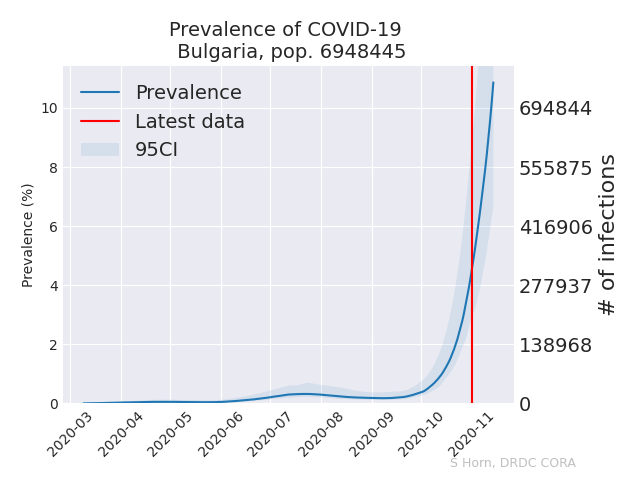 Prevalence of COVID-19
Bulgaria, pop. 6948445
Prevalence
Latest data
95CI
Prevalence (%)
10
8
6
4
2
0
694844
555875
416906
277937
138968
0
# of infections
2020-03
2020-04
2020-05
2020-06
2020-07
2020-08
2020-09
2020-10
2020-11
S Horn, DRDC CORA